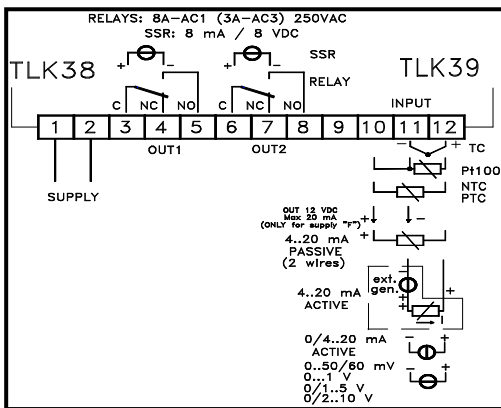 RELAYS: 8A-AC1 (3A-AC3) 250VAC
SSR: 8 mA / 8 VDC
TLK38
TLK39
+ - SSR
+ -
RELAY
C NC NO C NC NO
INPUT
1 2 3 4 5 6 7 8 9 10 11 12
OUT1
OUT2
- + TC
SUPPLY
Pt100
NTC
PTC
OUT 12 VDC
Max 20 mA
(ONLY for supply "F")
+ -
4..20 mA
PASSIVE
(2 wires)
+ -
4..20 mA
ACTIVE
ext.
gen.
- +
+ +
I
0/4..20 mA
ACTIVE
- +
0..50/60 mV
0...1 V
0/1..5 V
0/2..10 V
- +